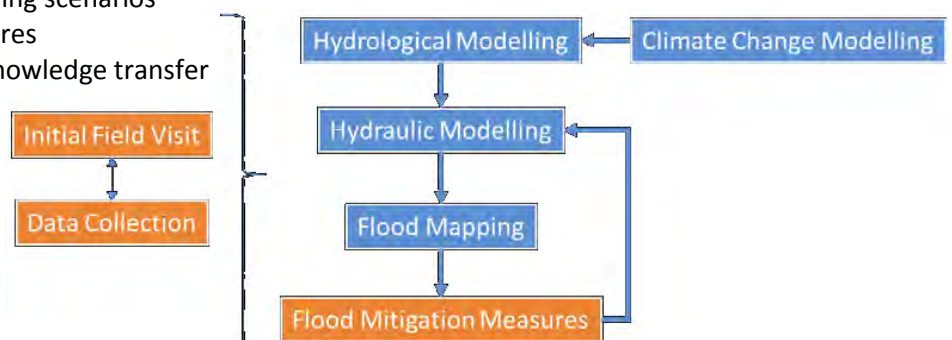 ing scenarios
res
nowledge transfer
Initial Field Visit
Data Collection
Hydrological Modelling
Climate Change Modelling
Hydraulic Modelling
Flood Mapping
Flood Mitigation Measures